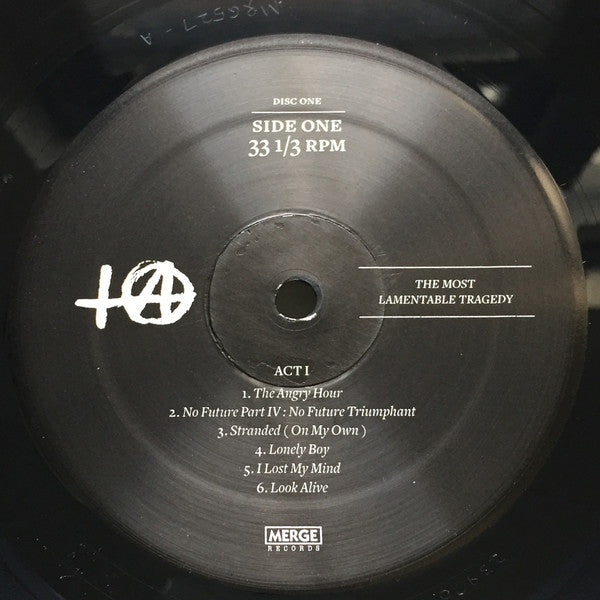 MRG527 - A
DISC ONE
SIDE ONE
33 1/3 RPM
THE MOST
LAMENTABLE TRAGEDY
ACT I
1. The Angry Hour
2. No Future Part IV : No Future Triumphant
3. Stranded ( On My Own )
4. Lonely Boy
5. I Lost My Mind
6. Look Alive
MERGE
RECORDS